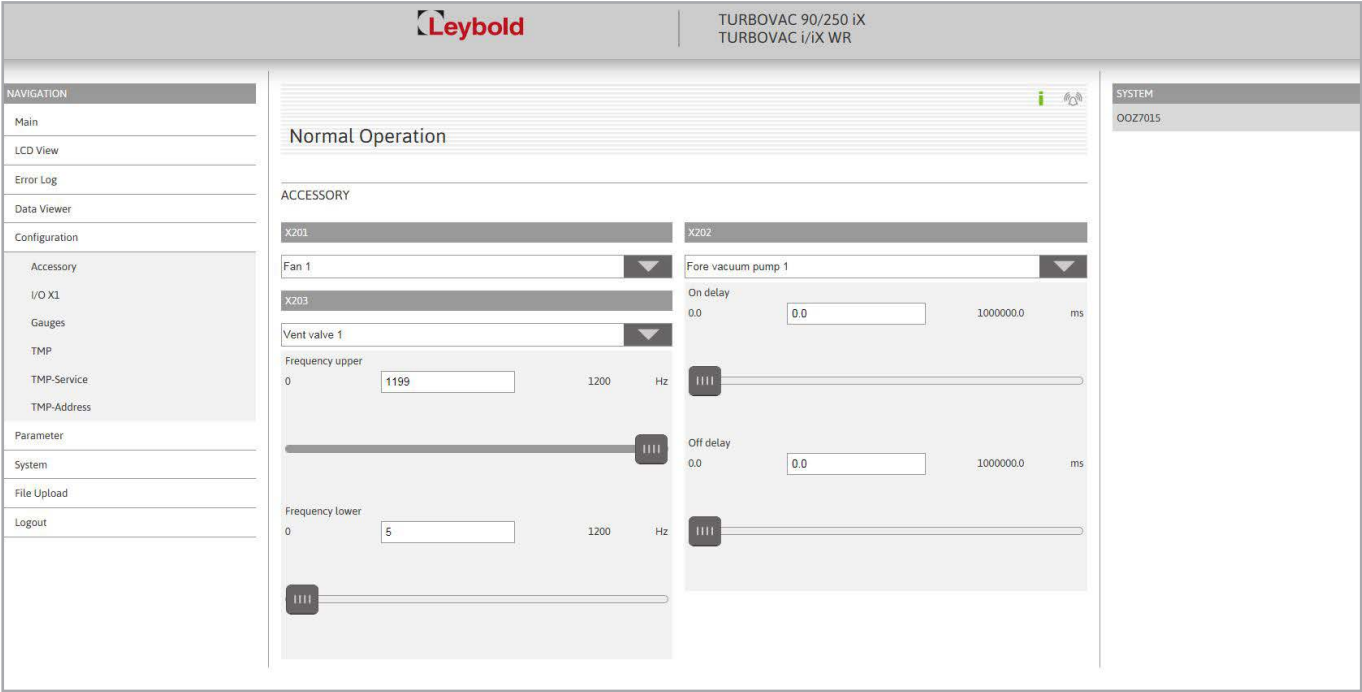 Leybold
TURBOVAC 90/250 iX
TURBOVAC i/iX WR
NAVIGATION
Main
LCD View
Error Log
Data Viewer
Configuration
Accessory
I/O X1
Gauges
TMP
TMP-Service
TMP-Address
Parameter
System
File Upload
Logout
i
Normal Operation
ACCESSORY
X201
Fan 1
X203
Vent valve 1
Frequency upper
0 1199 1200 Hz
Frequency lower
0 5 1200 Hz
X202
Fore vacuum pump 1
On delay
0.0 0.0 1000000.0 ms
Off delay
0.0 0.0 1000000.0 ms
SYSTEM
OOZ7015